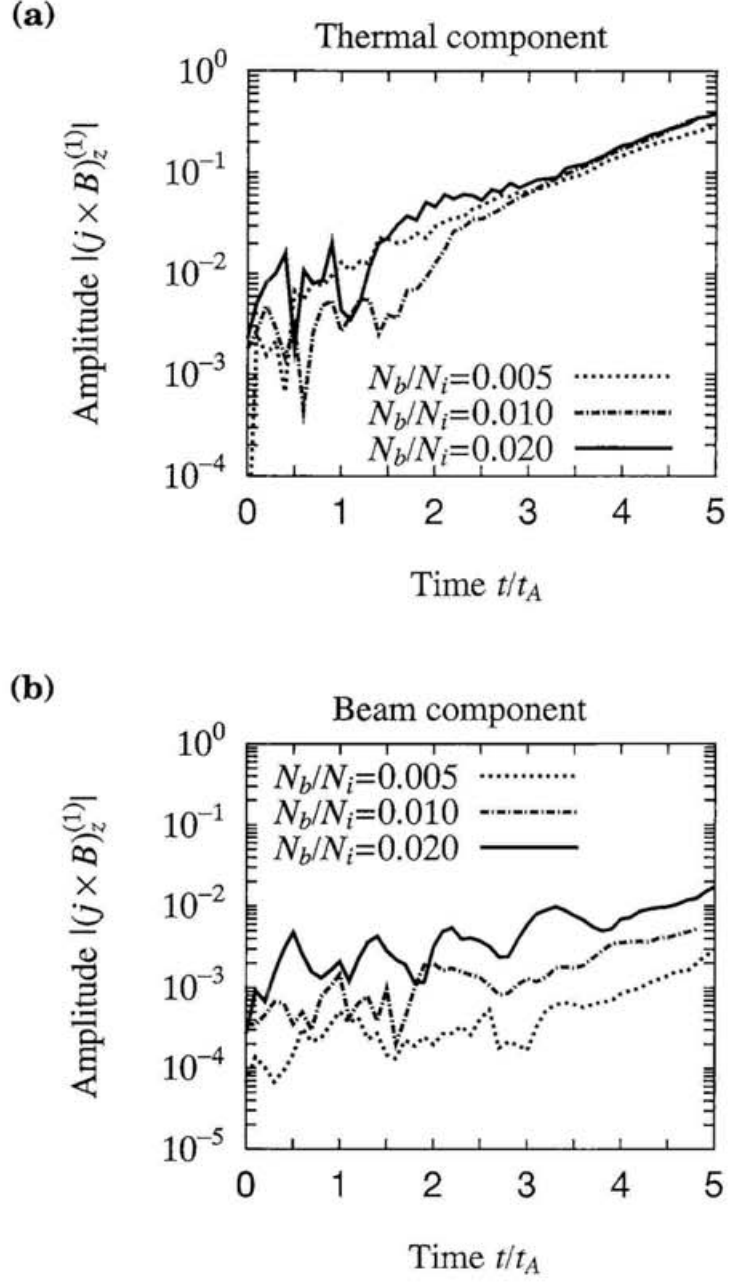 (a)
Thermal component
Amplitude |(j × B)_z^{(1)}|
10^0
10^{-1}
10^{-2}
10^{-3}
10^{-4}
N_b/N_i=0.005
N_b/N_i=0.010
N_b/N_i=0.020
0 1 2 3 4 5
Time t/t_A
(b)
Beam component
Amplitude |(j × B)_z^{(1)}|
10^0
10^{-1}
10^{-2}
10^{-3}
10^{-4}
10^{-5}
N_b/N_i=0.005
N_b/N_i=0.010
N_b/N_i=0.020
0 1 2 3 4 5
Time t/t_A